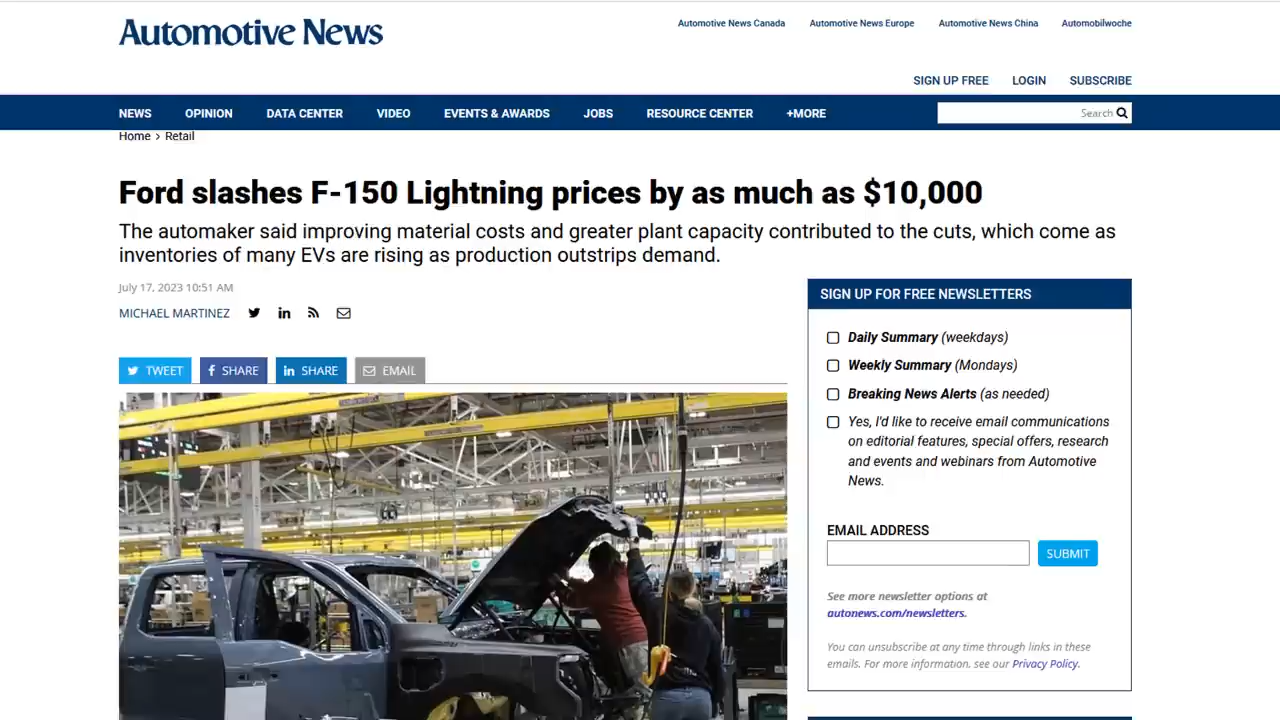 Automotive News
Automotive News Canada
Automotive News Europe
Automotive News China
Automobilwoche
SIGN UP FREE
LOGIN
SUBSCRIBE
NEWS
OPINION
DATA CENTER
VIDEO
EVENTS & AWARDS
JOBS
RESOURCE CENTER
+MORE
Search
Home > Retail
Ford slashes F-150 Lightning prices by as much as $10,000
The automaker said improving material costs and greater plant capacity contributed to the cuts, which come as
inventories of many EVs are rising as production outstrips demand.
July 17, 2023 10:51 AM
MICHAEL MARTINEZ
TWEET
SHARE
SHARE
EMAIL
SIGN UP FOR FREE NEWSLETTERS
Daily Summary (weekdays)
Weekly Summary (Mondays)
Breaking News Alerts (as needed)
Yes, I'd like to receive email communications
on editorial features, special offers, research
and events and webinars from Automotive
News.
EMAIL ADDRESS
SUBMIT
See more newsletter options at
autonews.com/newsletters.
You can unsubscribe at any time through links in these
emails. For more information, see our Privacy Policy.